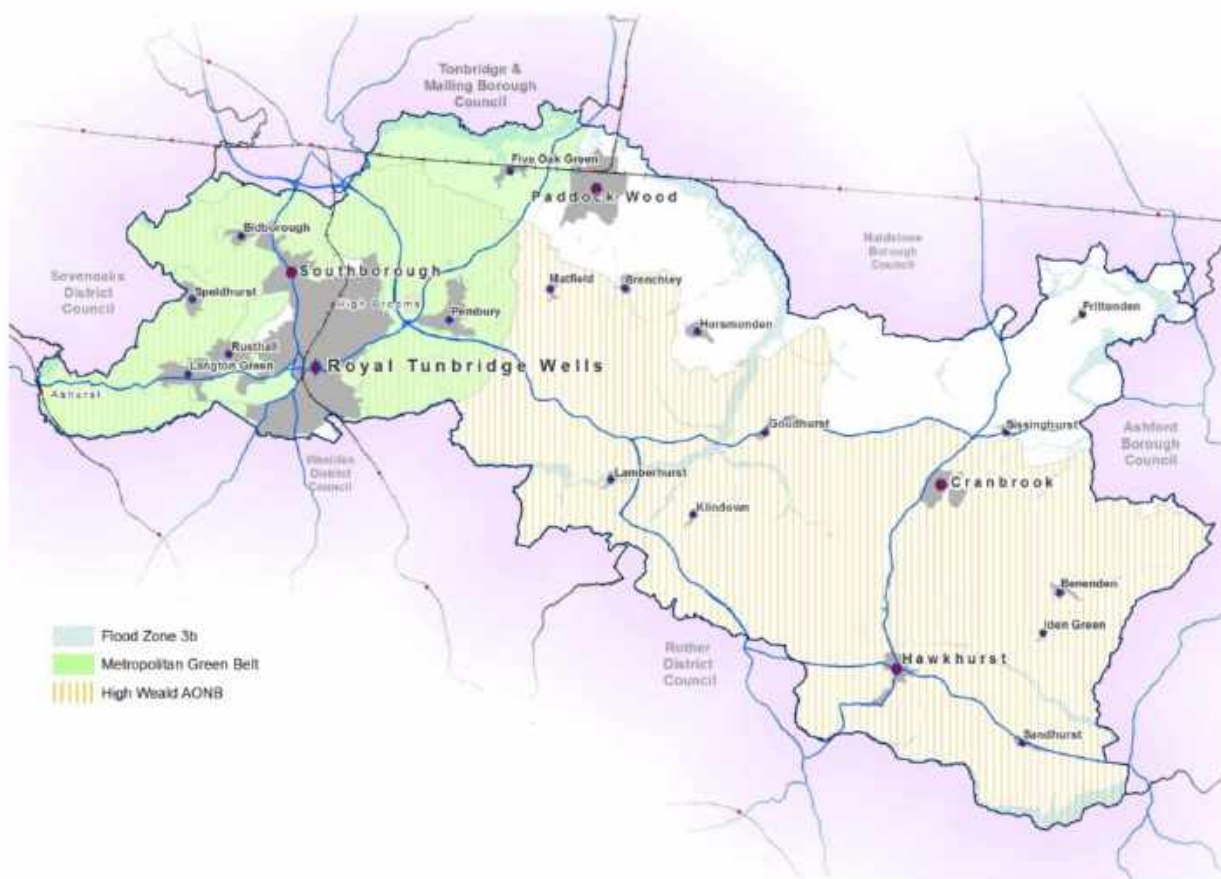 Tonbridge &
Malling Borough
Council
Five Oak Green
Paddock Wood
Maidstone
Borough
Council
Bidborough
Sevenoaks
District
Council
Southborough
Speldhurst
High Brooms
Pembury
Matfield
Brenchley
Horsmonden
Frittenden
Rusthall
Langton Green
Royal Tunbridge Wells
Ashurst
Goudhurst
Sissinghurst
Ashford
Borough
Council
Wealden
District
Council
Lamberhurst
Cranbrook
Kilndown
Benenden
Iden Green
Flood Zone 3b
Metropolitan Green Belt
High Weald AONB
Rother
District
Council
Hawkhurst
Sandhurst